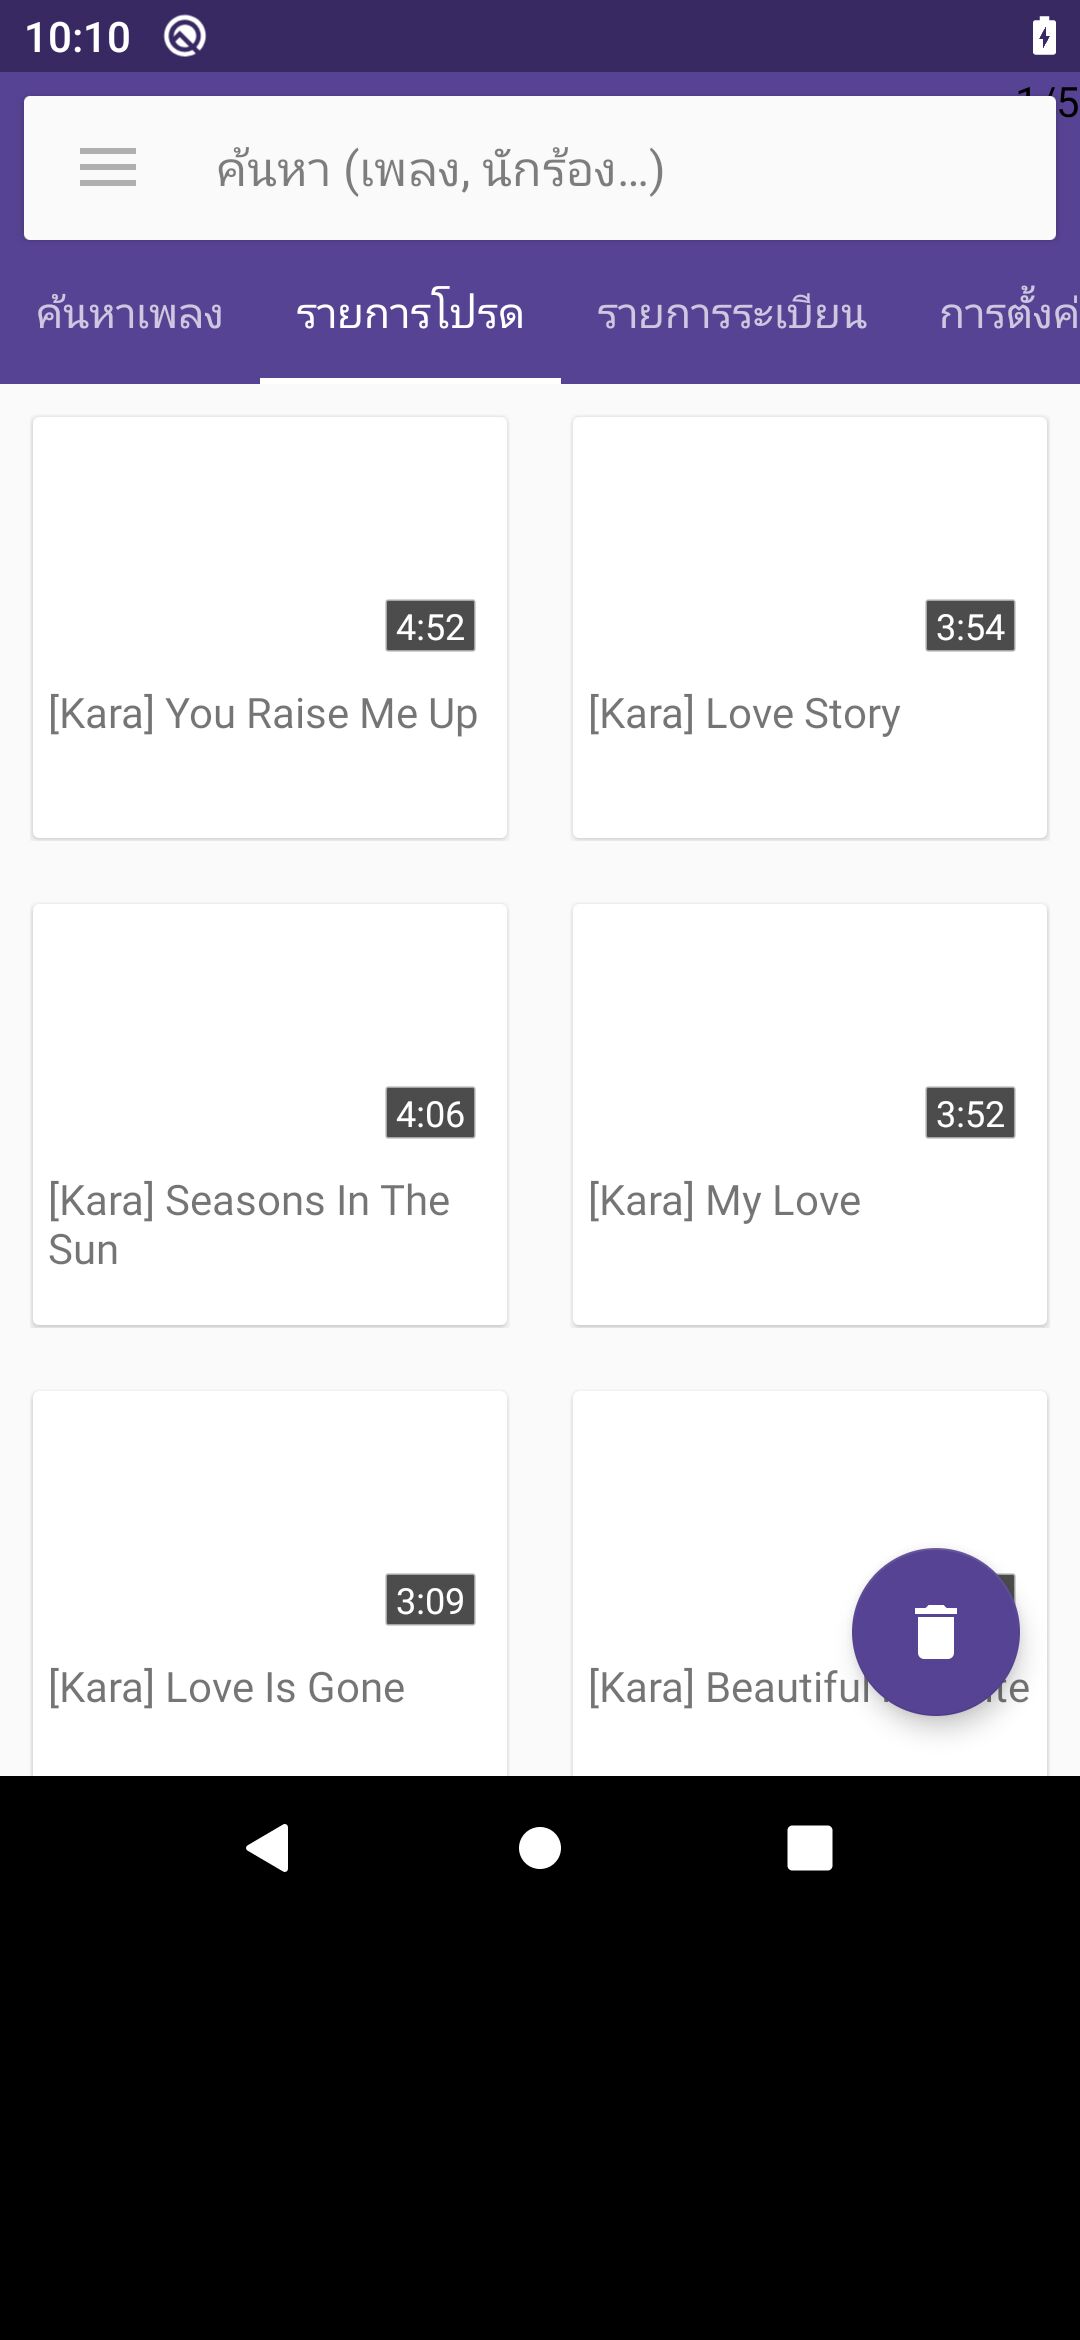 10:10
1/5
ค้นหา (เพลง, นักร้อง...)
ค้นหาเพลง
รายการโปรด
รายการระเบียน
การตั้งค่
4:52
3:54
[Kara] You Raise Me Up
[Kara] Love Story
4:06
3:52
[Kara] Seasons In The
Sun
[Kara] My Love
3:09
[Kara] Love Is Gone
[Kara] Beautiful